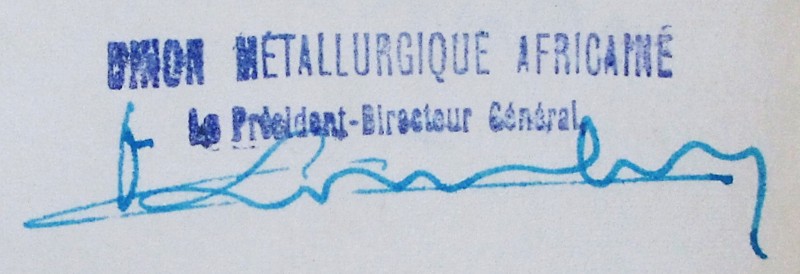 UNION MÉTALLURGIQUE AFRICAINE
Le Président-Directeur Général